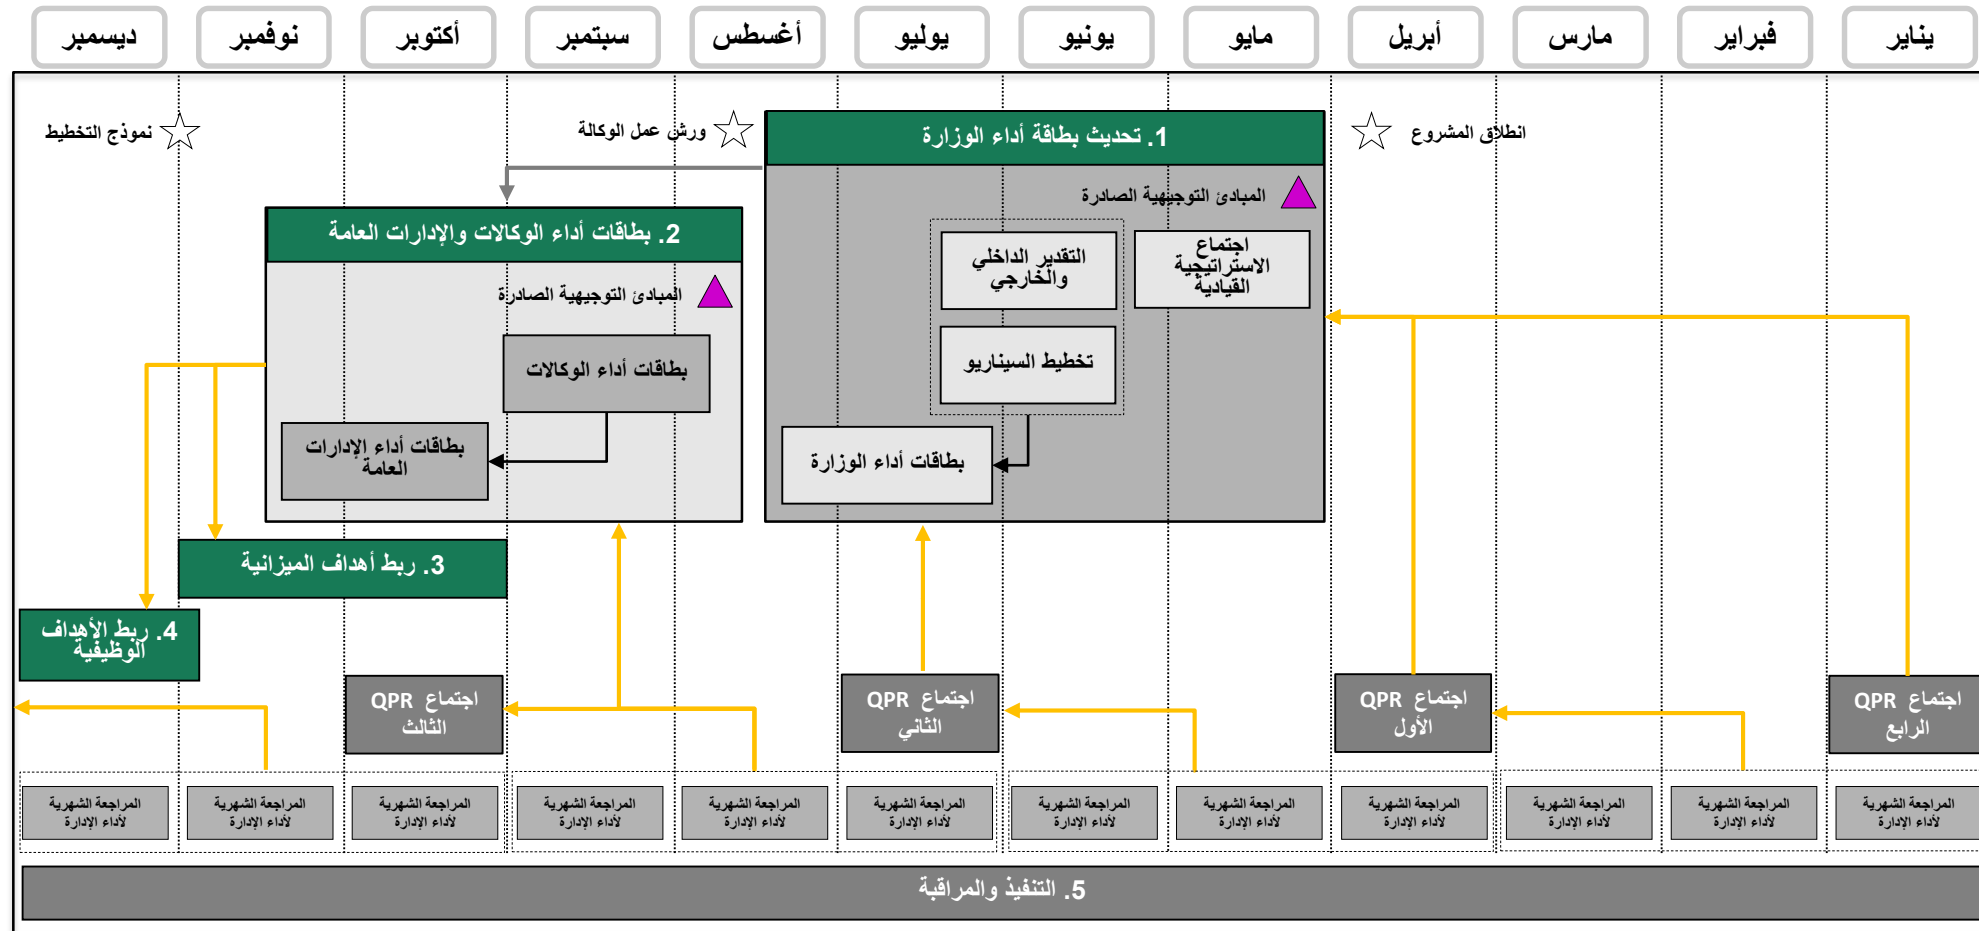 يناير
فبراير
مارس
أبريل
مايو
يونيو
يوليو
أغسطس
سبتمبر
أكتوبر
نوفمبر
ديسمبر
انطلاق المشروع
1. تحديث بطاقة أداء الوزارة
ورش عمل الوكالة
نموذج التخطيط
المبادئ التوجيهية الصادرة
اجتماع
الاستراتيجية
القيادية
التقدير الداخلي
والخارجي
تخطيط السيناريو
بطاقات أداء الوزارة
2. بطاقات أداء الوكالات والإدارات العامة
المبادئ التوجيهية الصادرة
بطاقات أداء الوكالات
بطاقات أداء الإدارات
العامة
3. ربط أهداف الميزانية
4. ربط الأهداف
الوظيفية
اجتماع QPR
الرابع
اجتماع QPR
الأول
اجتماع QPR
الثاني
اجتماع QPR
الثالث
المراجعة الشهرية
لأداء الإدارة
المراجعة الشهرية
لأداء الإدارة
المراجعة الشهرية
لأداء الإدارة
المراجعة الشهرية
لأداء الإدارة
المراجعة الشهرية
لأداء الإدارة
المراجعة الشهرية
لأداء الإدارة
المراجعة الشهرية
لأداء الإدارة
المراجعة الشهرية
لأداء الإدارة
المراجعة الشهرية
لأداء الإدارة
المراجعة الشهرية
لأداء الإدارة
المراجعة الشهرية
لأداء الإدارة
المراجعة الشهرية
لأداء الإدارة
5. التنفيذ والمراقبة